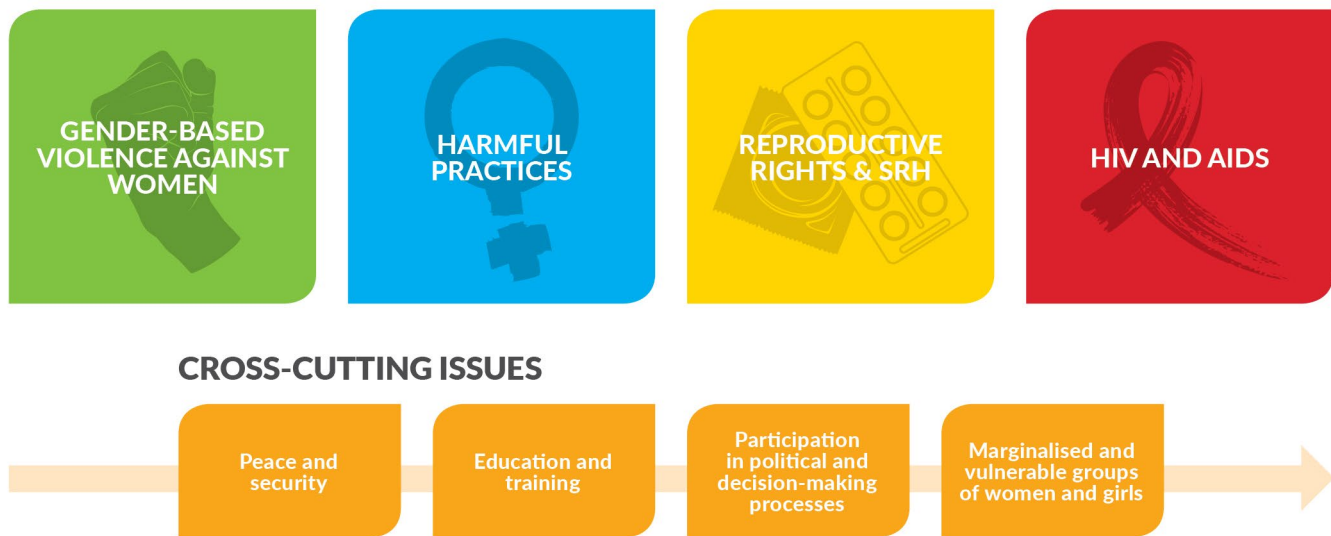 GENDER-BASED
VIOLENCE AGAINST
WOMEN
HARMFUL
PRACTICES
REPRODUCTIVE
RIGHTS & SRH
HIV AND AIDS
CROSS-CUTTING ISSUES
Peace and
security
Education and
training
Participation
in political and
decision-making
processes
Marginalised and
vulnerable groups
of women and girls